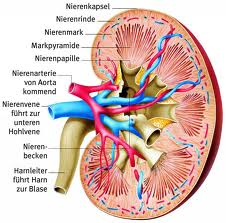 Nierenkapsel
Nierenrinde
Nierenmark
Markpyramide
Nierenpapille
Nierenarterie
von Aorta
kommend
Nierenvene
führt zur
unteren
Hohlvene
Nieren-
becken
Harnleiter
führt Harn
zur Blase